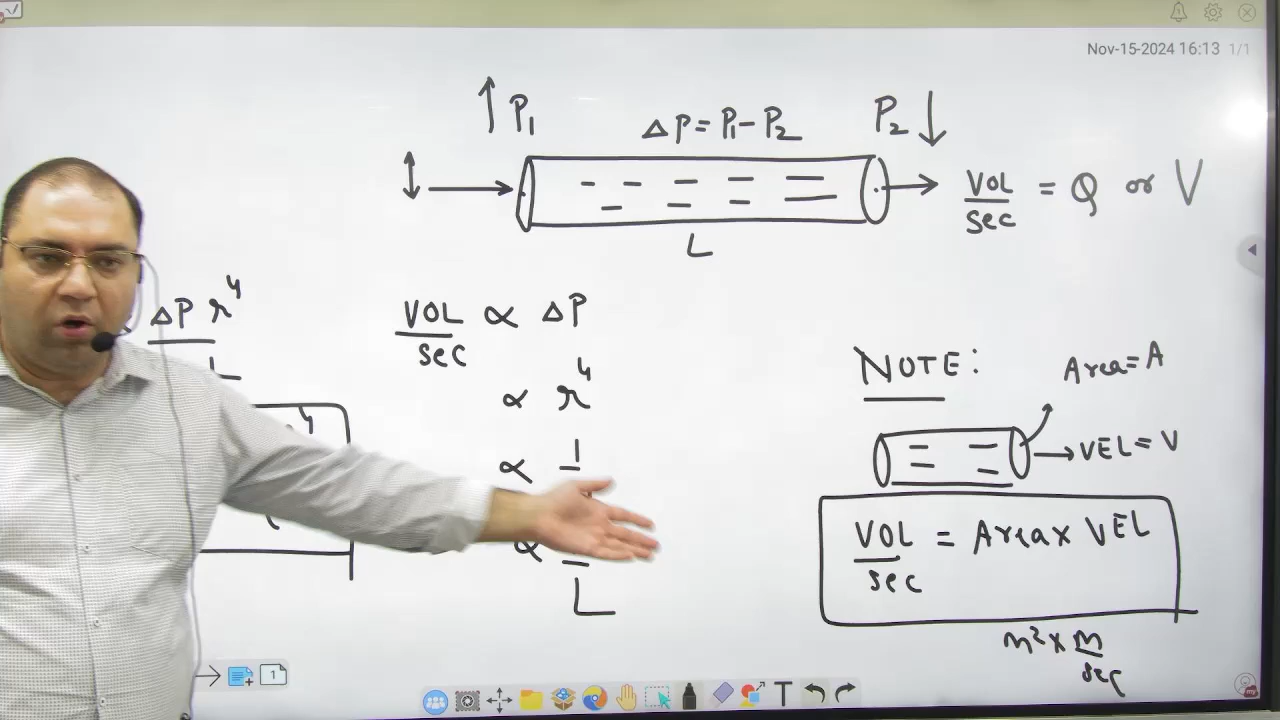 Nov-15-2024 16:13 1/1
P₁
ΔP = P₁ - P₂
P₂
VOL/sec = Q or V
L
ΔP r⁴
VOL/sec ∝ ΔP
∝ r⁴
∝ 1
∝
L
NOTE:
Area = A
VEL = V
VOL/sec = Area x VEL
m² x m/sec
1
T